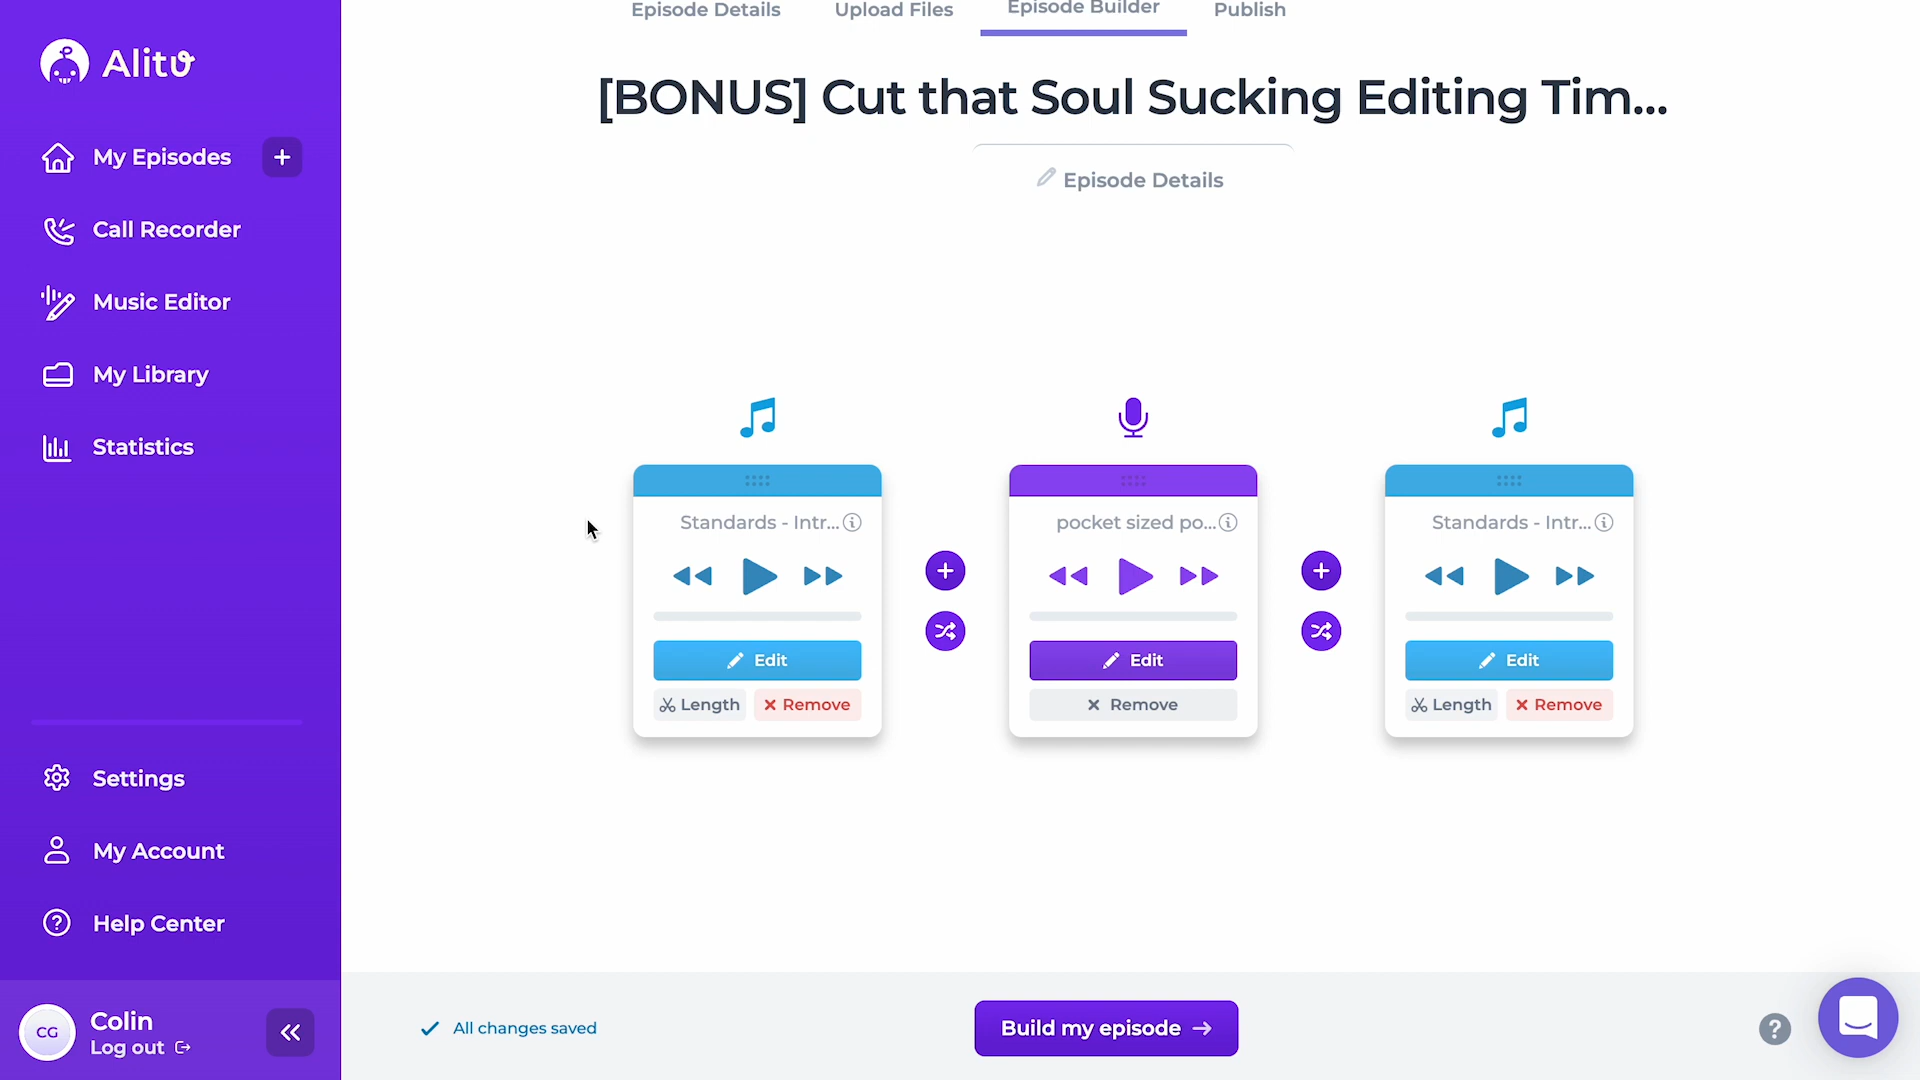 Alitu
My Episodes
Call Recorder
Music Editor
My Library
Statistics
Settings
My Account
Help Center
CG
Colin
Log out
Episode Details
Upload Files
Episode Builder
Publish
[BONUS] Cut that Soul Sucking Editing Tim...
Episode Details
Standards - Intr...
Edit
Length
Remove
pocket sized po...
Edit
Remove
Standards - Intr...
Edit
Length
Remove
All changes saved
Build my episode
?